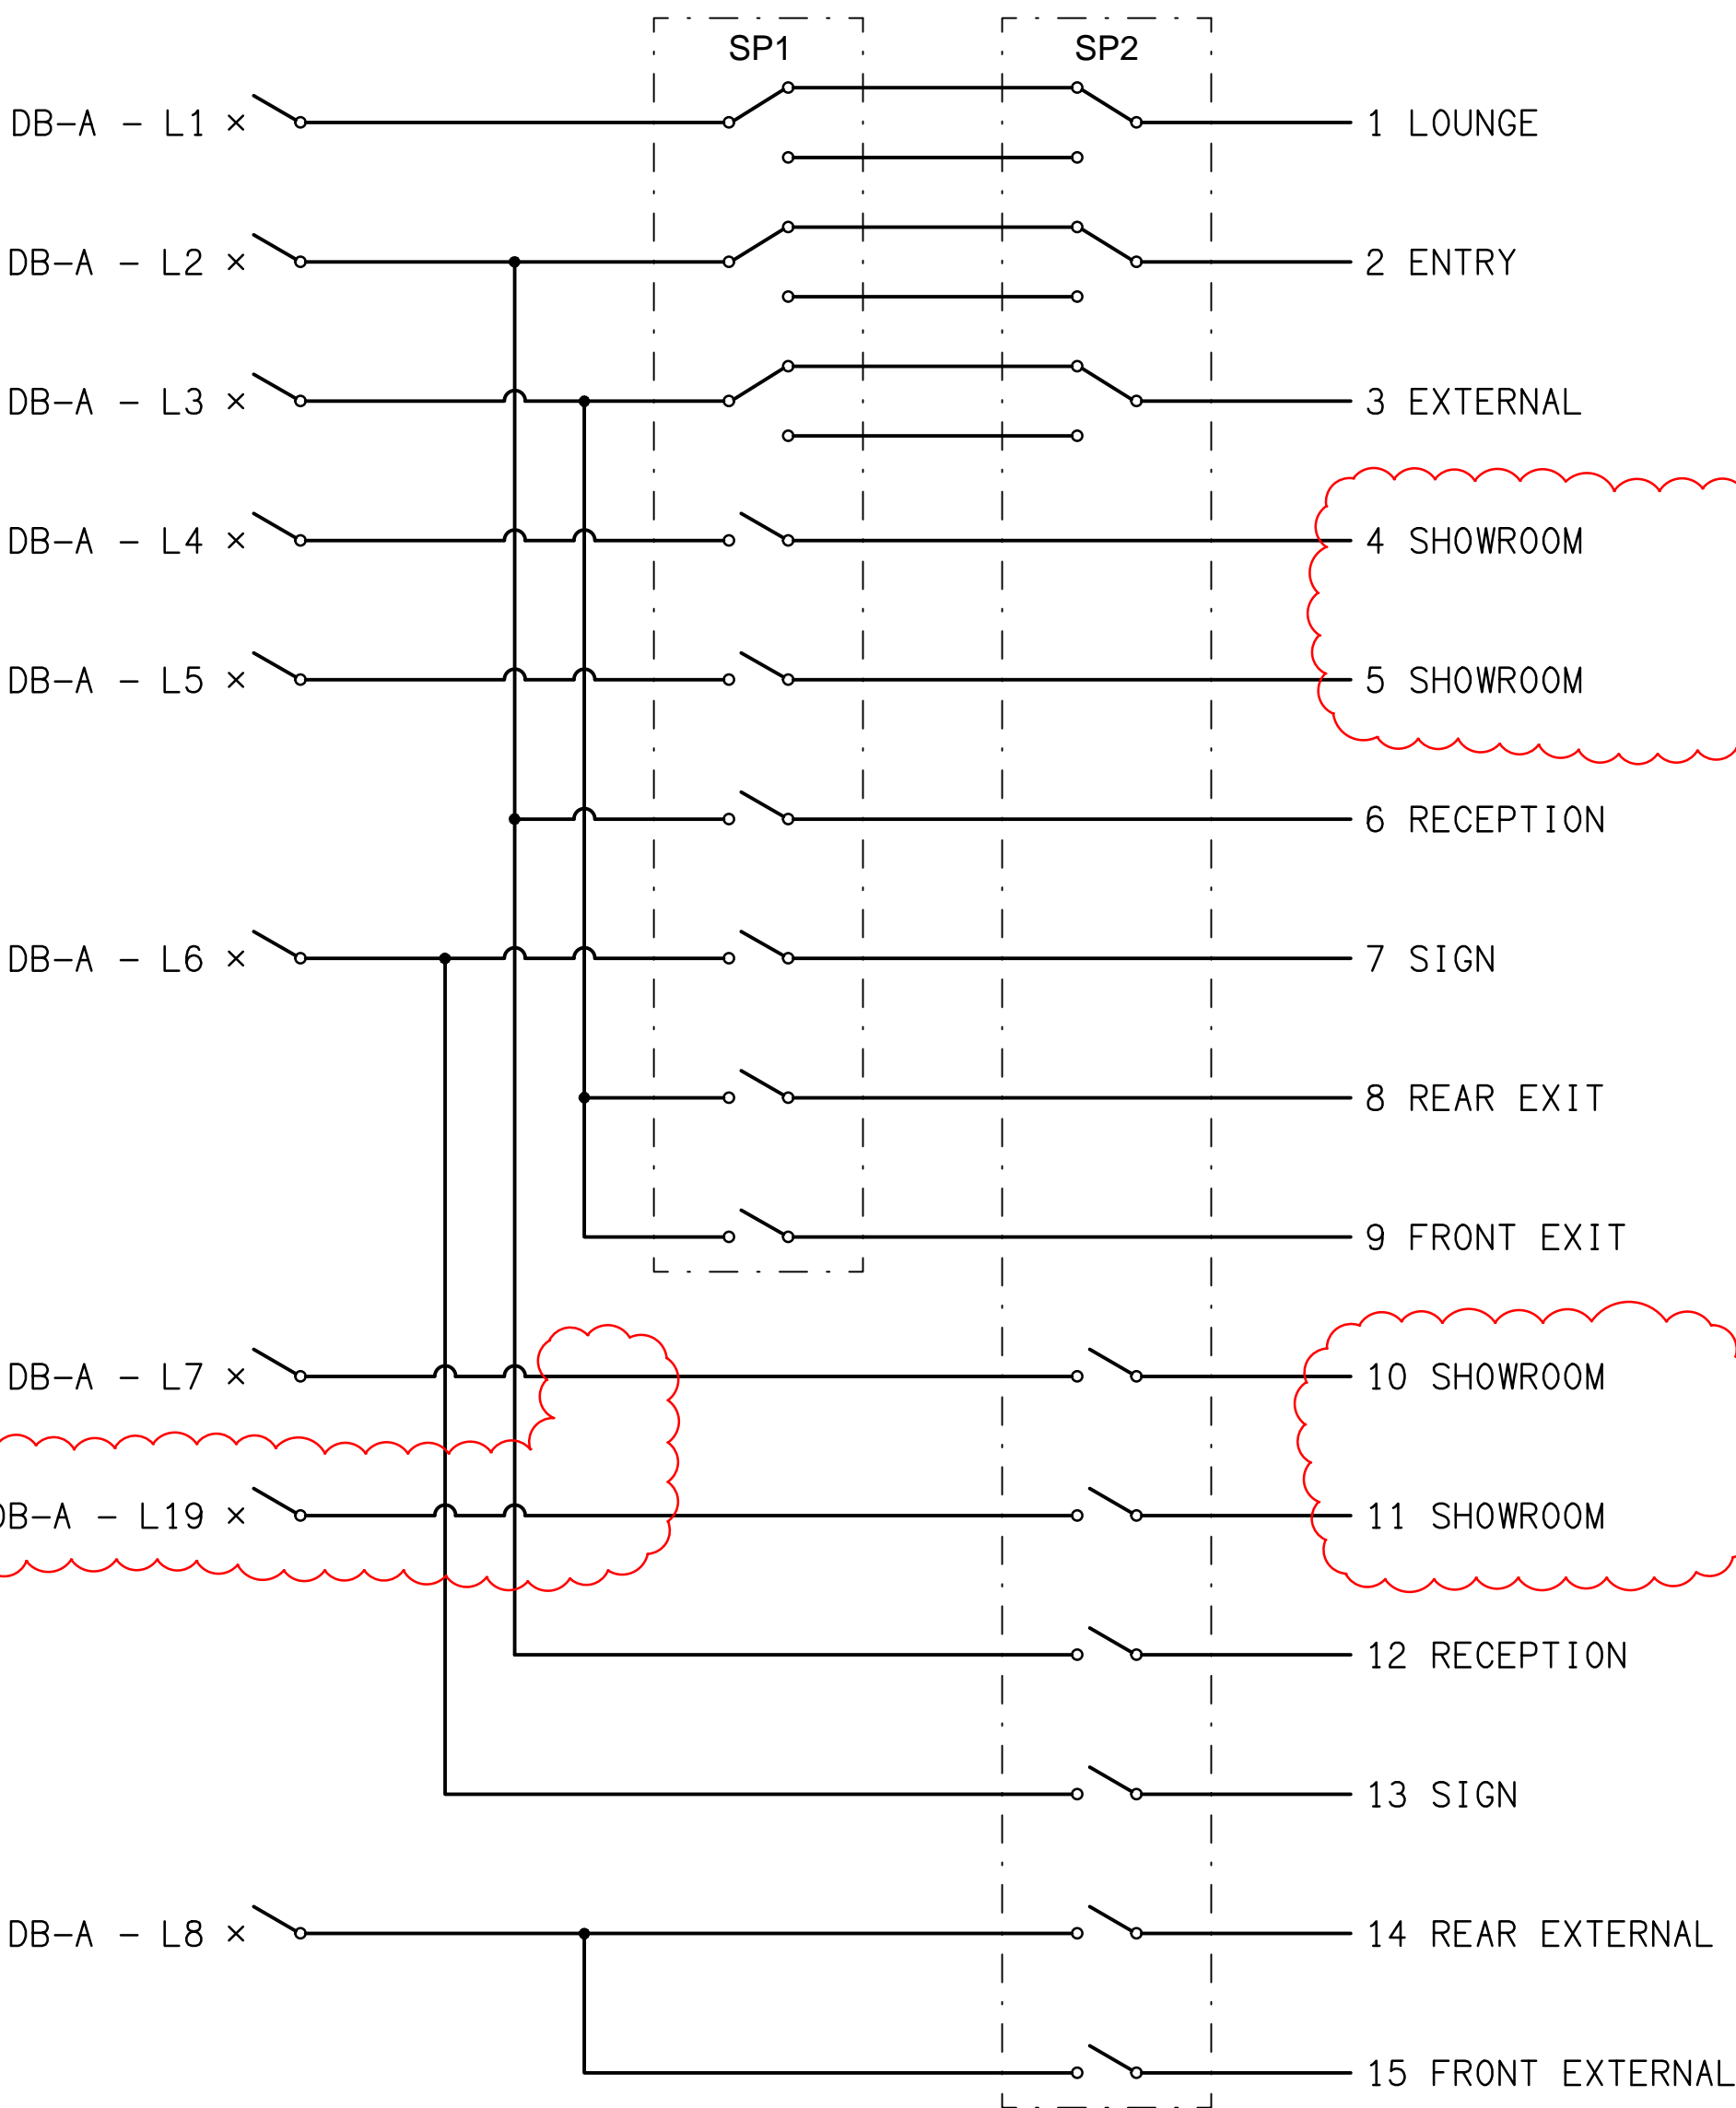 SP1 SP2
DB-A - L1 × 1 LOUNGE
DB-A - L2 × 2 ENTRY
DB-A - L3 × 3 EXTERNAL
DB-A - L4 × 4 SHOWROOM
DB-A - L5 × 5 SHOWROOM
6 RECEPTION
DB-A - L6 × 7 SIGN
8 REAR EXIT
9 FRONT EXIT
DB-A - L7 × 10 SHOWROOM
DB-A - L19 × 11 SHOWROOM
12 RECEPTION
13 SIGN
DB-A - L8 × 14 REAR EXTERNAL
15 FRONT EXTERNAL